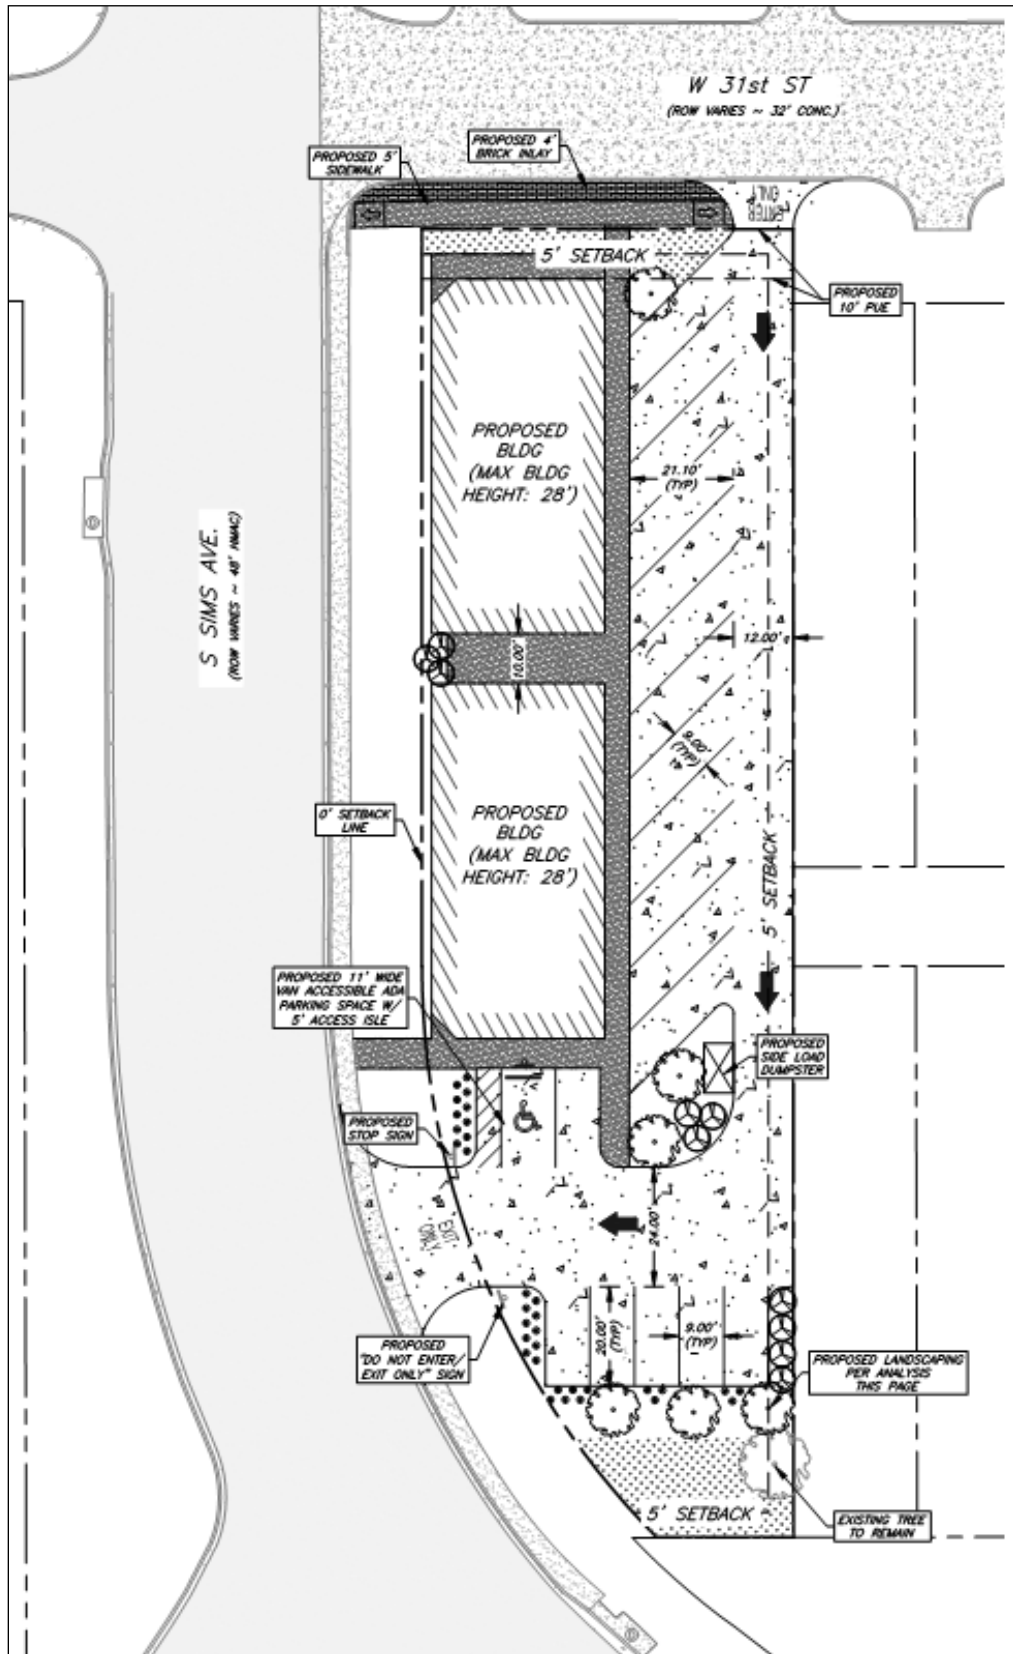 W 31st ST
(ROW VARIES ~ 32' CONC.)
PROPOSED 4'
BRICK INLAY
PROPOSED 5'
SIDEWALK
ENTER
ONLY
5' SETBACK
PROPOSED
10' PUE
PROPOSED
BLDG
(MAX BLDG
HEIGHT: 28')
21.10'
(TYP)
S SIMS AVE.
(ROW VARIES ~ 48' HMAC)
10.00'
12.00'
9.00'
(TYP)
0' SETBACK
LINE
PROPOSED
BLDG
(MAX BLDG
HEIGHT: 28')
5' SETBACK
PROPOSED 11' WIDE
VAN ACCESSIBLE ADA
PARKING SPACE W/
5' ACCESS ISLE
PROPOSED
SIDE LOAD
DUMPSTER
PROPOSED
STOP SIGN
EXIT
ONLY
24.00'
20.00'
(TYP)
9.00'
(TYP)
PROPOSED
"DO NOT ENTER/
EXIT ONLY" SIGN
PROPOSED LANDSCAPING
PER ANALYSIS
THIS PAGE
5' SETBACK
EXISTING TREE
TO REMAIN